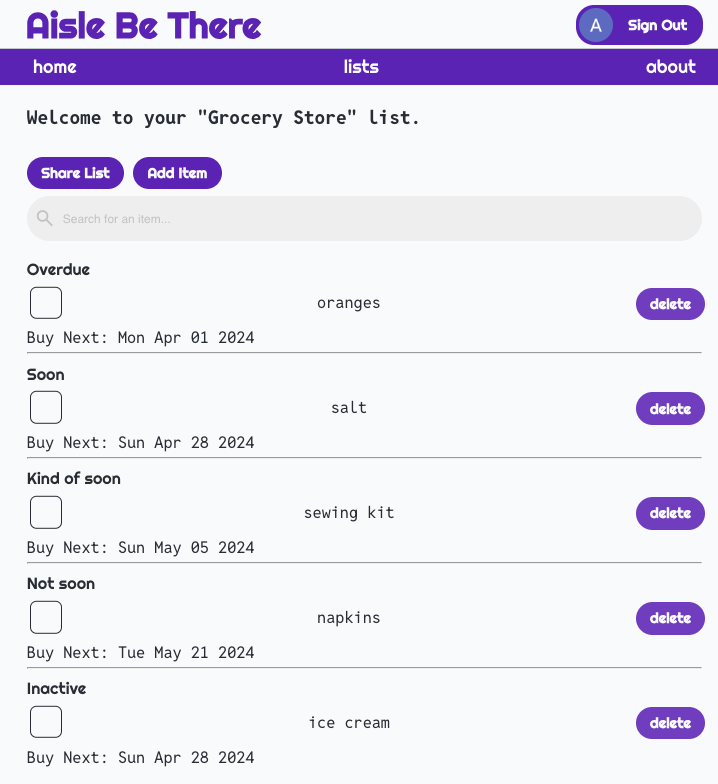 Aisle Be There
A Sign Out
home lists about
Welcome to your "Grocery Store" list.
Share List Add Item
Search for an item...
Overdue
oranges delete
Buy Next: Mon Apr 01 2024
Soon
salt delete
Buy Next: Sun Apr 28 2024
Kind of soon
sewing kit delete
Buy Next: Sun May 05 2024
Not soon
napkins delete
Buy Next: Tue May 21 2024
Inactive
ice cream delete
Buy Next: Sun Apr 28 2024